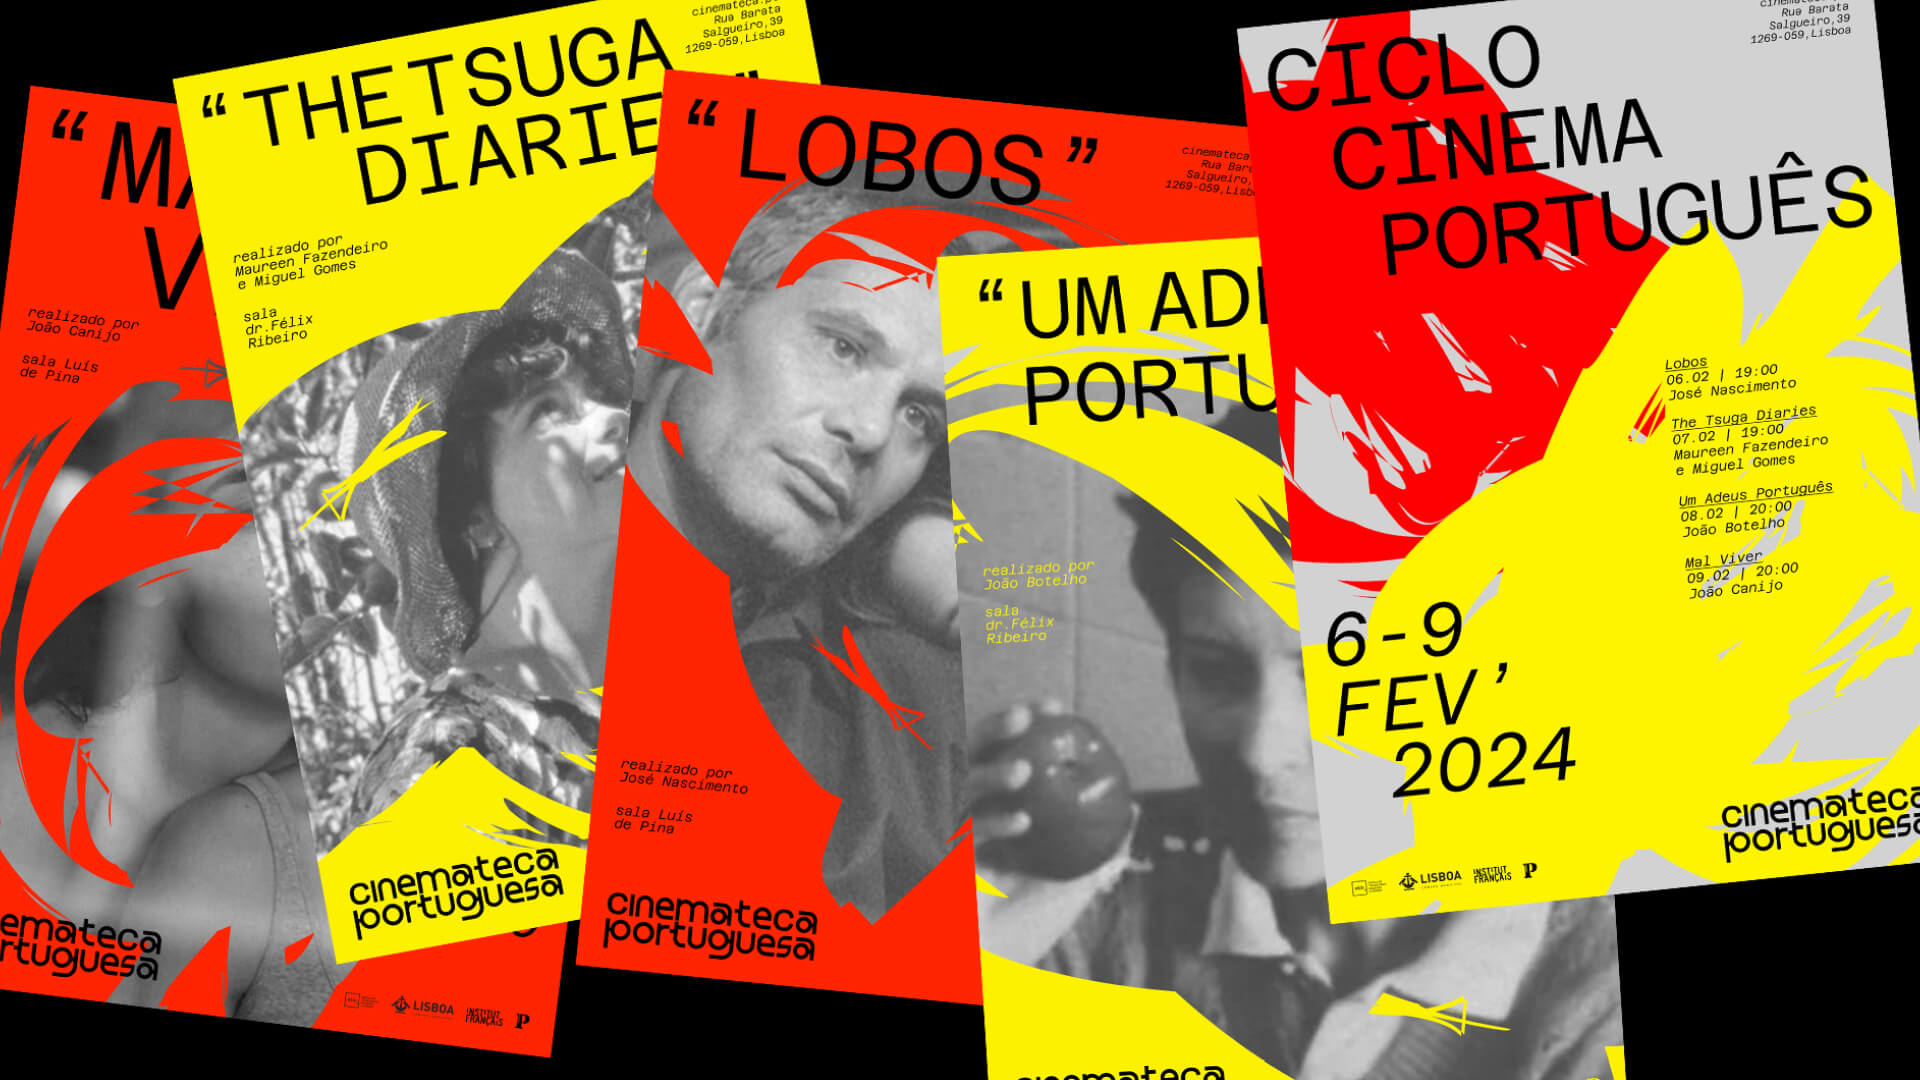 “MA
V
realizado por
João Canijo
sala Luís
de Pina
emateca
rtuguesa
LISBOA
INSTITUT
FRANÇAIS
P
cinemateca.p
Rua Barata
Salgueiro,39
1269-059,Lisboa
“THE TSUGA
DIARIE
”
realizado por
Maureen Fazendeiro
e Miguel Gomes
sala
dr.Félix
Ribeiro
cinemateca
portuguesa
“LOBOS”
cinemateca
Rua Bar
Salgueiro,
1269-059,Lisb
realizado por
José Nascimento
sala Luís
de Pina
cinemateca
portuguesa
“UM AD
PORTU
realizado por
João Botelho
sala
dr.Félix
Ribeiro
cinemateca
Rua Barata
Salgueiro,39
1269-059,Lisboa
CICLO
CINEMA
PORTUGUÊS
Lobos
06.02 | 19:00
José Nascimento
The Tsuga Diaries
07.02 | 19:00
Maureen Fazendeiro
e Miguel Gomes
Um Adeus Português
08.02 | 20:00
João Botelho
Mal Viver
09.02 | 20:00
João Canijo
6-9
FEV’
2024
cinemateca
portuguesa
LISBOA
INSTITUT
FRANÇAIS
P